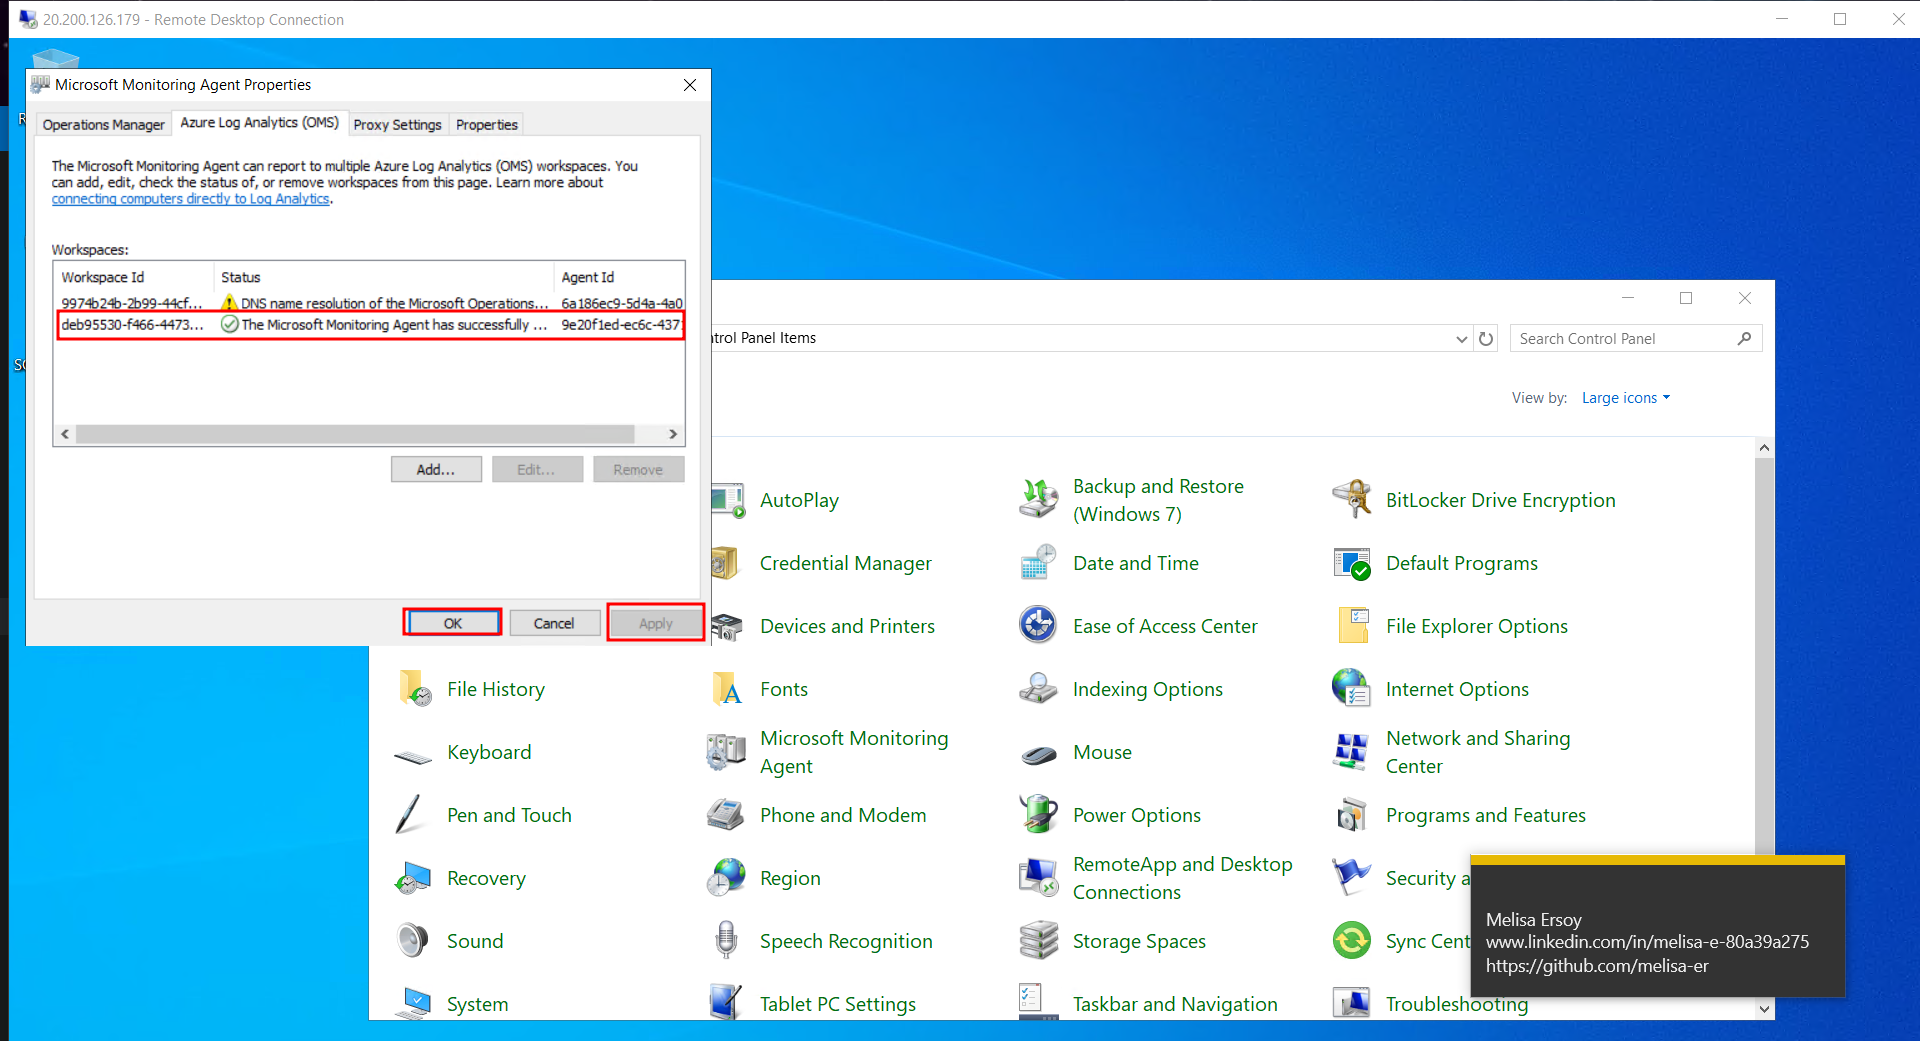 20.200.126.179 - Remote Desktop Connection
Microsoft Monitoring Agent Properties
Operations Manager
Azure Log Analytics (OMS)
Proxy Settings
Properties
The Microsoft Monitoring Agent can report to multiple Azure Log Analytics (OMS) workspaces. You
can add, edit, check the status of, or remove workspaces from this page. Learn more about
connecting computers directly to Log Analytics.
Workspaces:
Workspace Id Status Agent Id
9974b24b-2b99-44cf... DNS name resolution of the Microsoft Operations... 6a186ec9-5d4a-4a0
deb95530-f466-4473... The Microsoft Monitoring Agent has successfully ... 9e20f1ed-ec6c-437
Add...
Edit...
Remove
OK
Cancel
Apply
ntrol Panel Items
Search Control Panel
View by: Large icons
AutoPlay
Backup and Restore
(Windows 7)
BitLocker Drive Encryption
Credential Manager
Date and Time
Default Programs
Devices and Printers
Ease of Access Center
File Explorer Options
File History
Fonts
Indexing Options
Internet Options
Keyboard
Microsoft Monitoring
Agent
Mouse
Network and Sharing
Center
Pen and Touch
Phone and Modem
Power Options
Programs and Features
Recovery
Region
RemoteApp and Desktop
Connections
Security a
Sound
Speech Recognition
Storage Spaces
Sync Cent
System
Tablet PC Settings
Taskbar and Navigation
Troubleshooting
Melisa Ersoy
www.linkedin.com/in/melisa-e-80a39a275
https://github.com/melisa-er